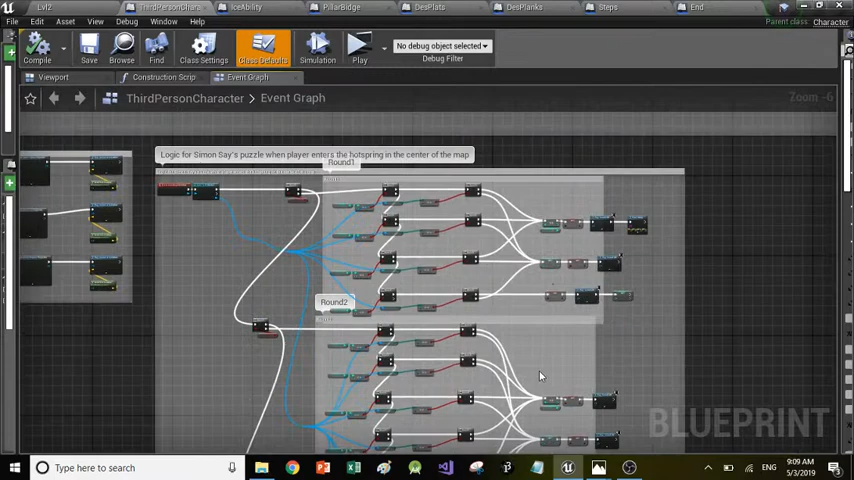 Lvl2
ThirdPersonChara
IceAbility
PillarBidge
DesPlats
DesPlanks
Steps
End
File Edit Asset View Debug Window Help
Parent class: Character
Compile
Save
Browse
Find
Class Settings
Class Defaults
Simulation
Play
No debug object selected
Debug Filter
Viewport
Construction Scrip
Event Graph
ThirdPersonCharacter > Event Graph
Zoom -6
Logic for Simon Say's puzzle when player enters the hotspring in the center of the map
Round1
Round2
BLUEPRINT
Type here to search
ENG
9:09 AM
5/3/2019